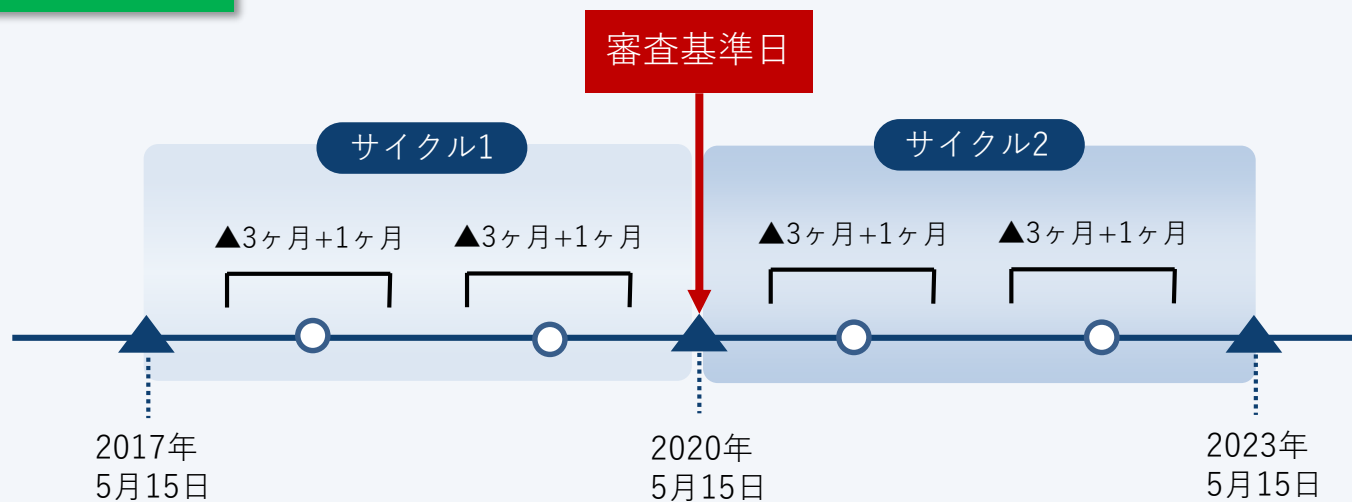 審査基準日
サイクル1
サイクル2
▲3ヶ月+1ヶ月
▲3ヶ月+1ヶ月
▲3ヶ月+1ヶ月
▲3ヶ月+1ヶ月
2017年
5月15日
2020年
5月15日
2023年
5月15日